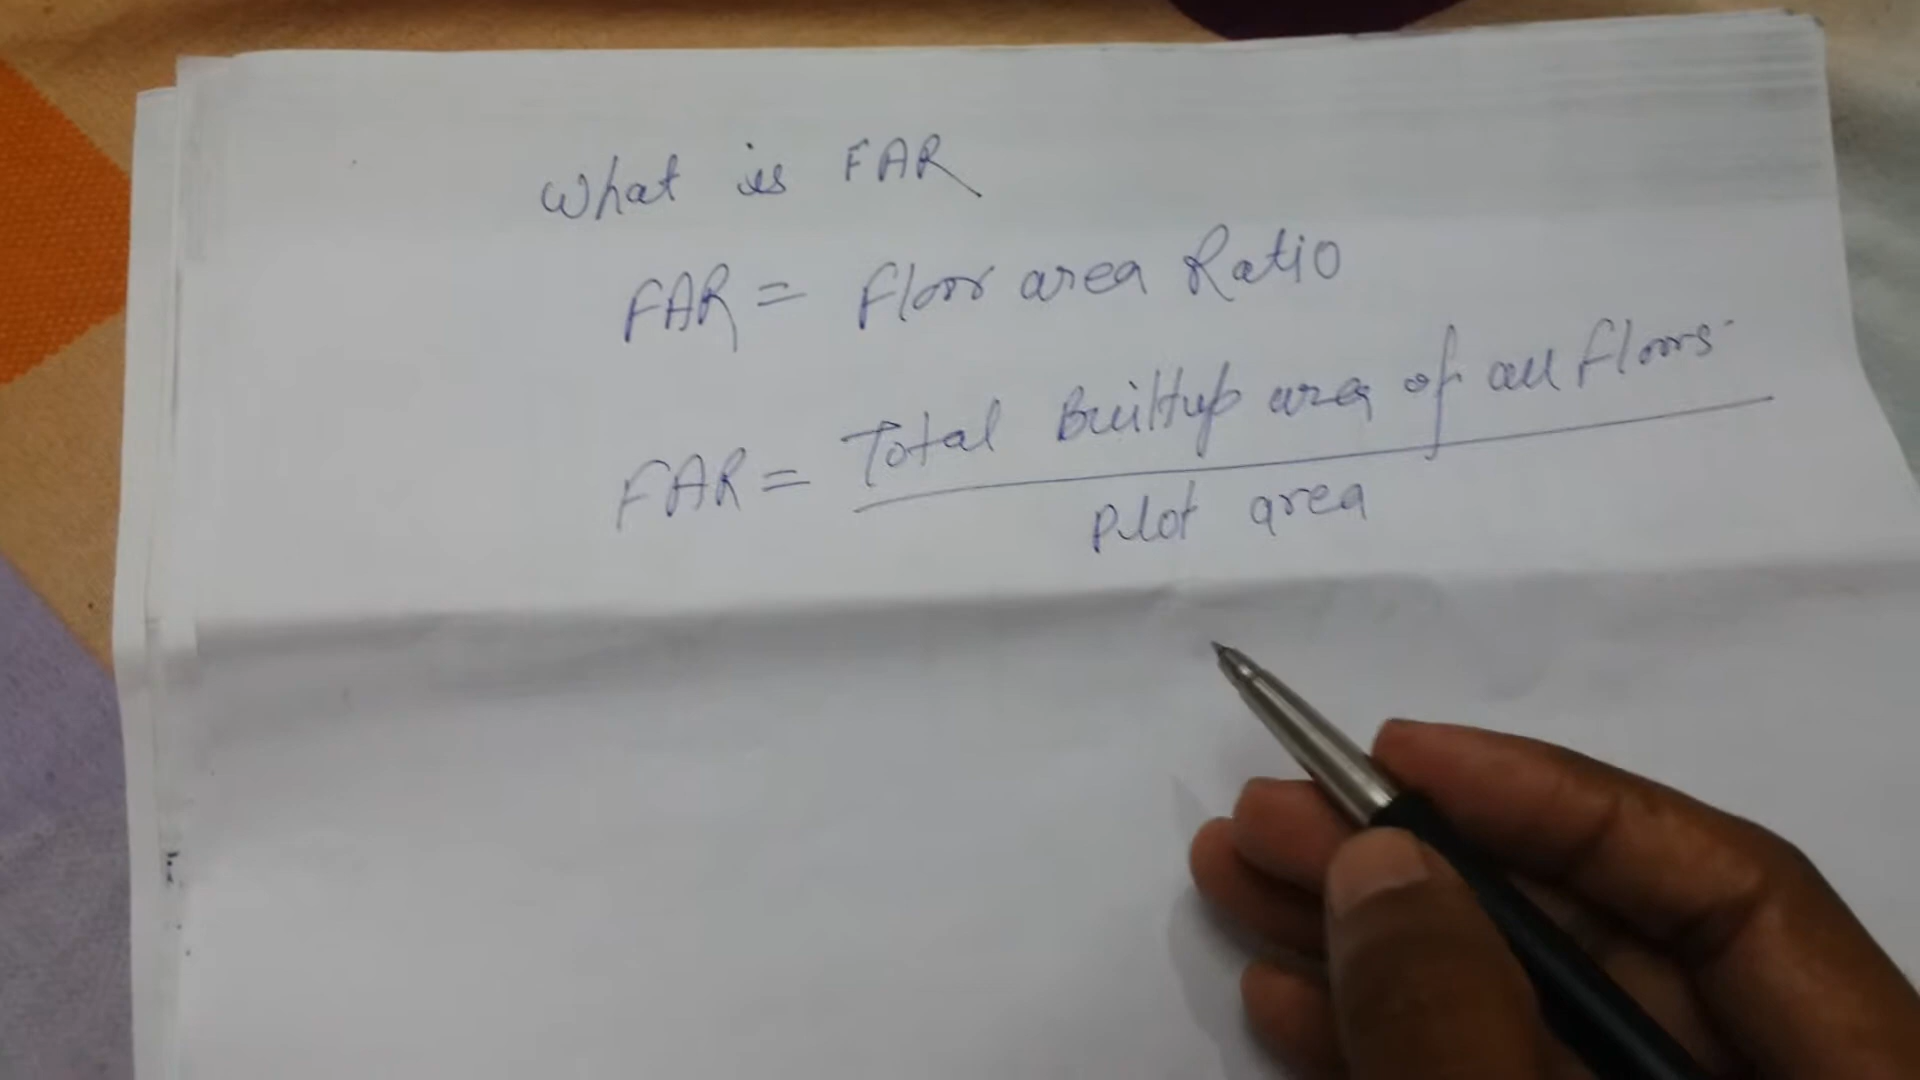 What is FAR
FAR = Floor area Ratio
FAR = Total Builtup area of all floors
Plot area